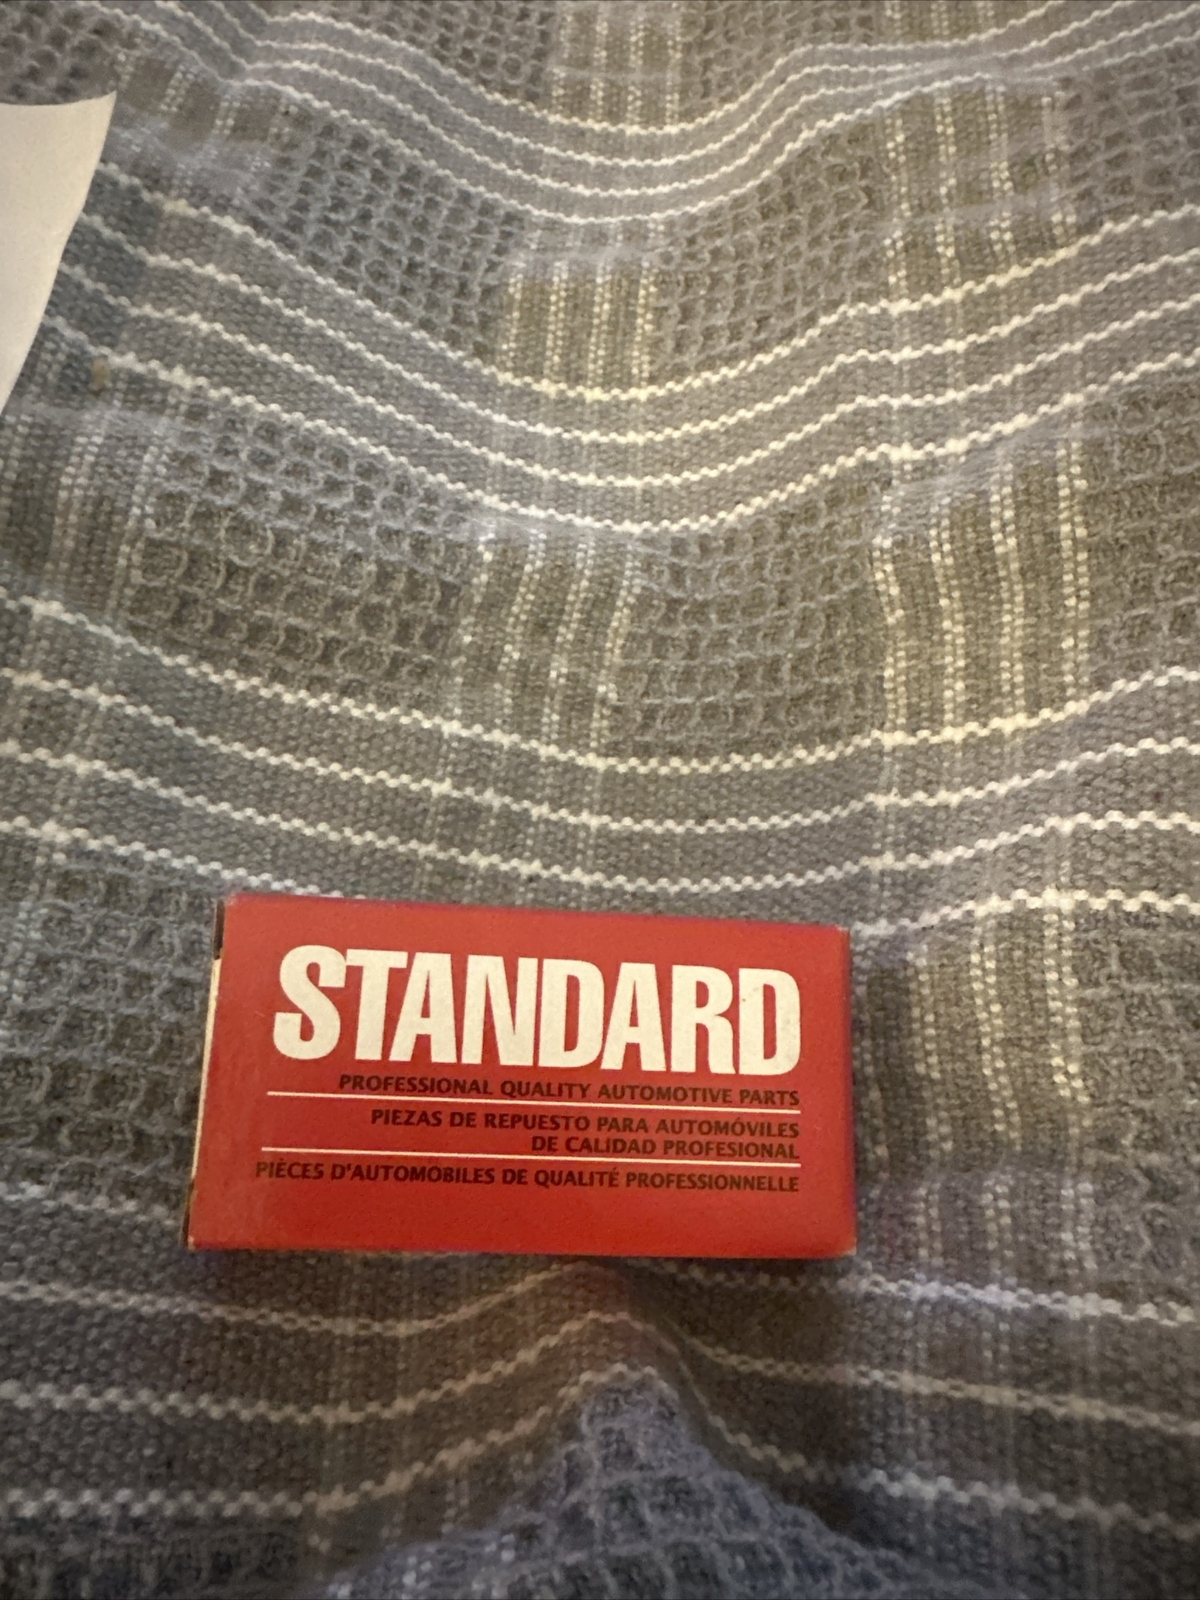 STANDARD
PROFESSIONAL QUALITY AUTOMOTIVE PARTS
PIEZAS DE REPUESTO PARA AUTOMÓVILES
DE CALIDAD PROFESIONAL
PIÈCES D'AUTOMOBILES DE QUALITÉ PROFESSIONNELLE